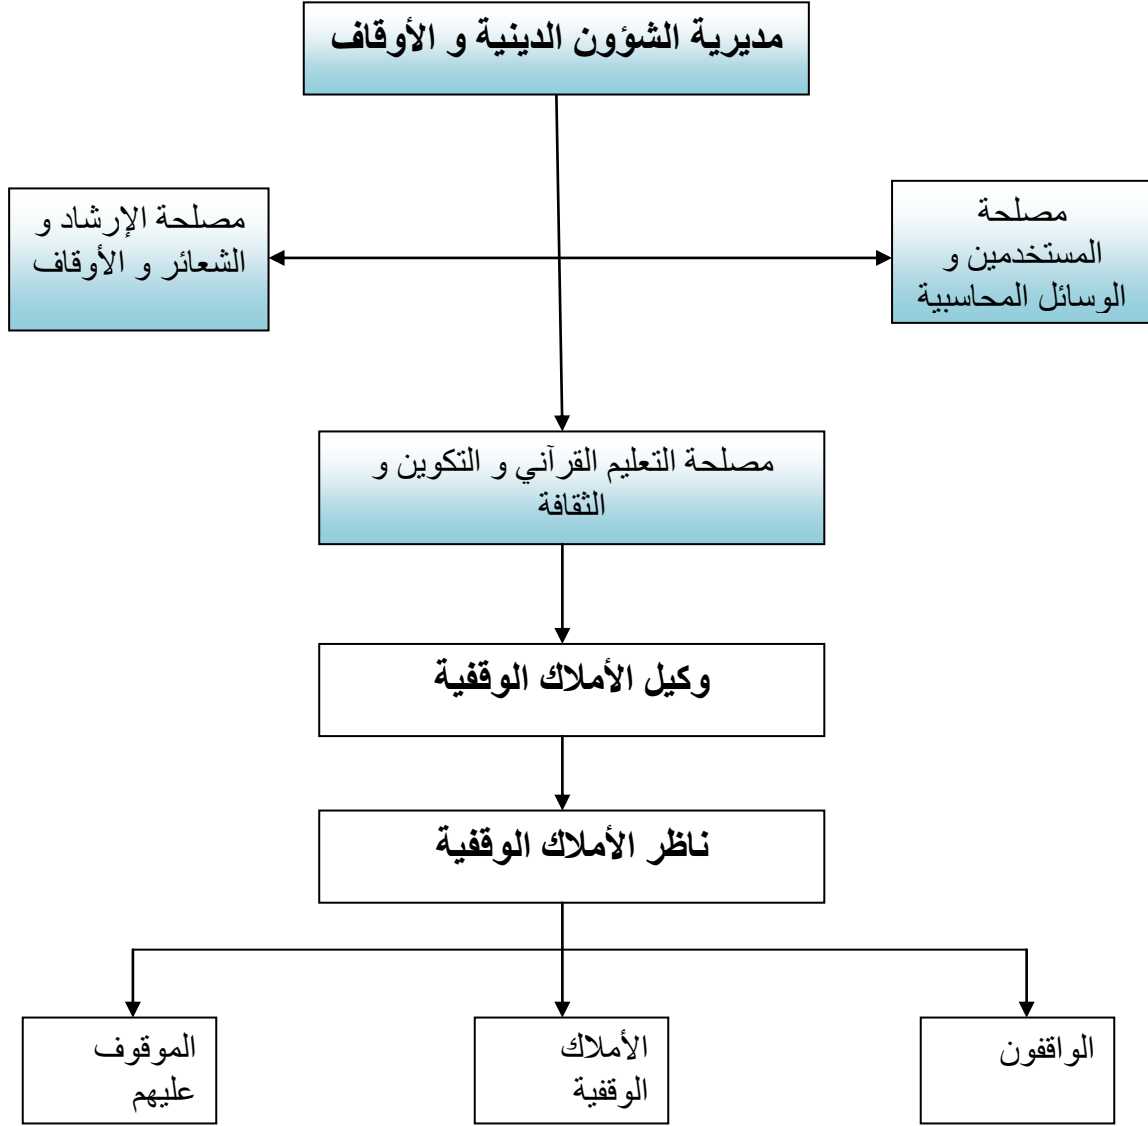 مديرية الشؤون الدينية و الأوقاف
مصلحة
المستخدمين و
الوسائل المحاسبية
مصلحة الإرشاد و
الشعائر و الأوقاف
مصلحة التعليم القرآني و التكوين و
الثقافة
وكيل الأملاك الوقفية
ناظر الأملاك الوقفية
الواقفون
الأملاك
الوقفية
الموقوف
عليهم